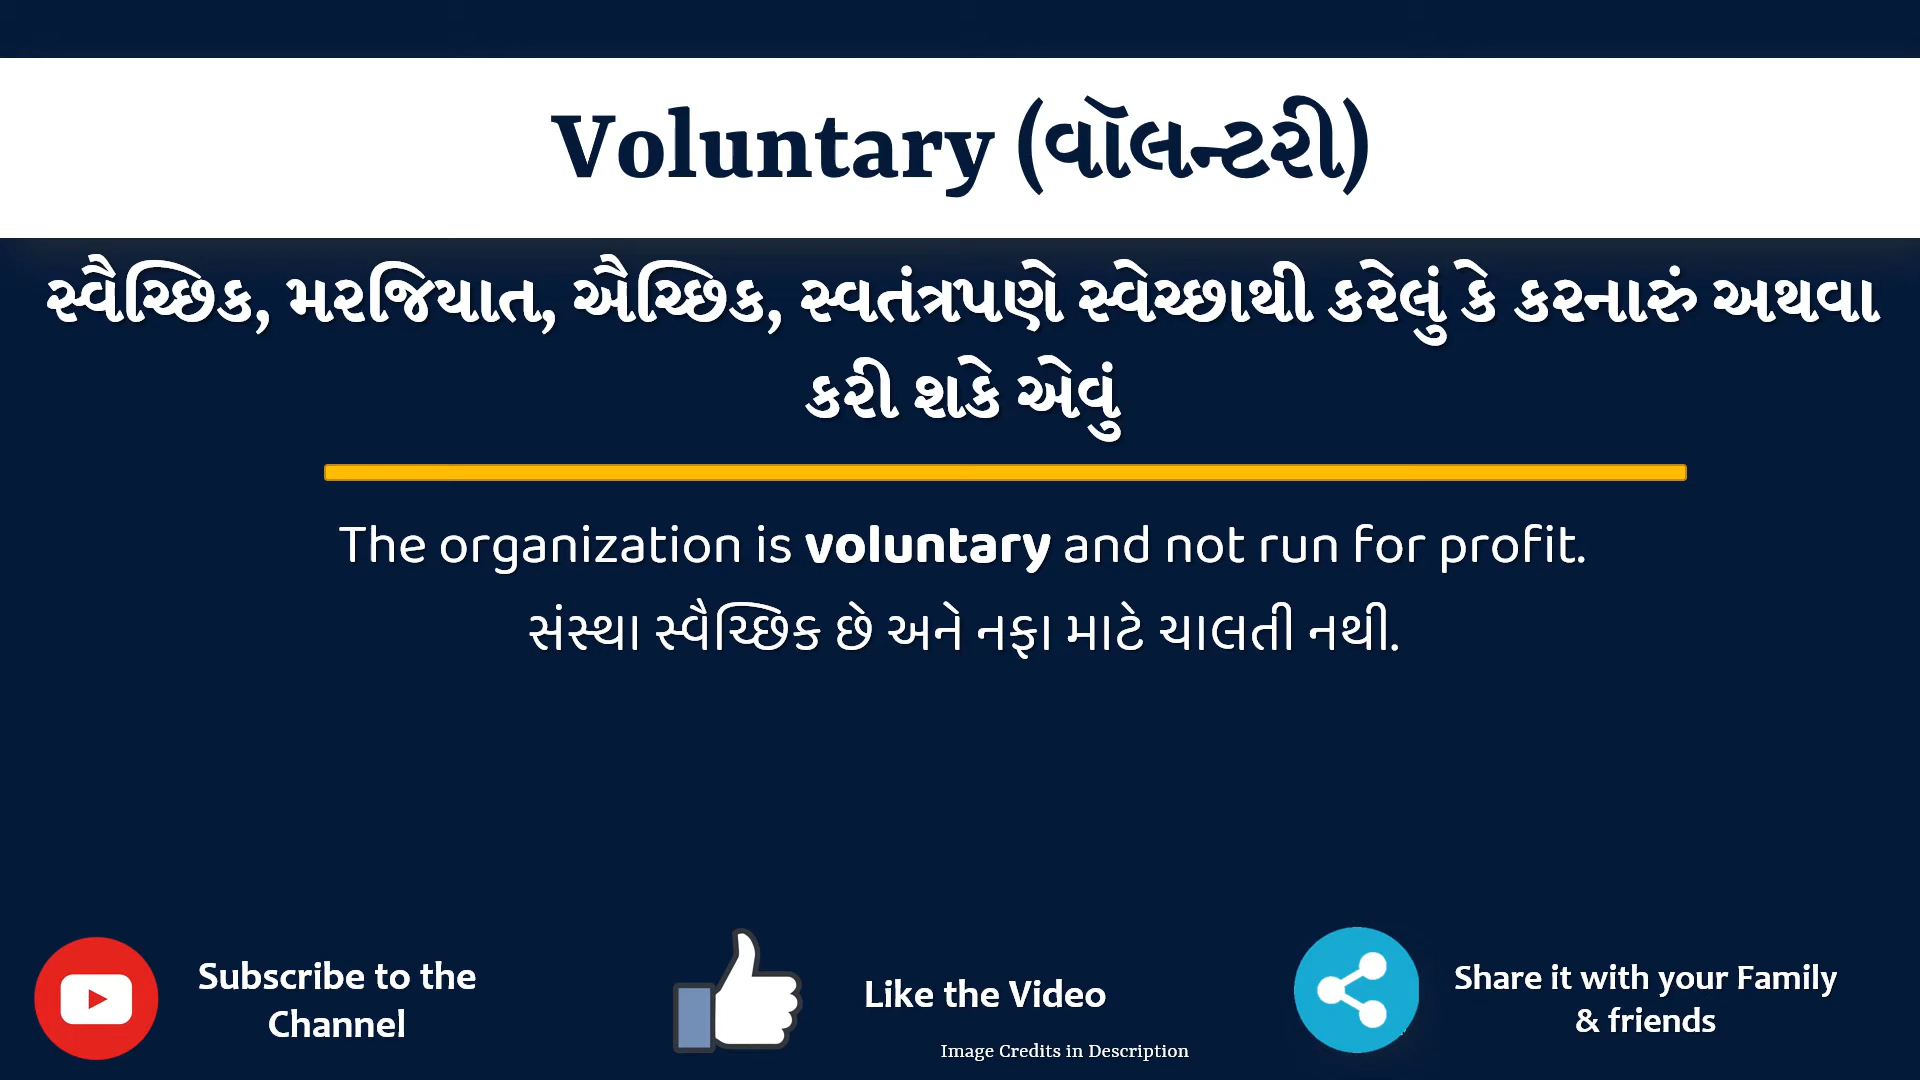 Voluntary (વૉલન્ટરી)
સ્વૈચ્છિક, મરજિયાત, ઐચ્છિક, સ્વતંત્રપણે સ્વેચ્છાથી કરેલું કે કરનારું અથવા
કરી શકે એવું
The organization is voluntary and not run for profit.
સંસ્થા સ્વૈચ્છિક છે અને નફા માટે ચાલતી નથી.
Subscribe to the
Channel
Like the Video
Share it with your Family
& friends
Image Credits in Description